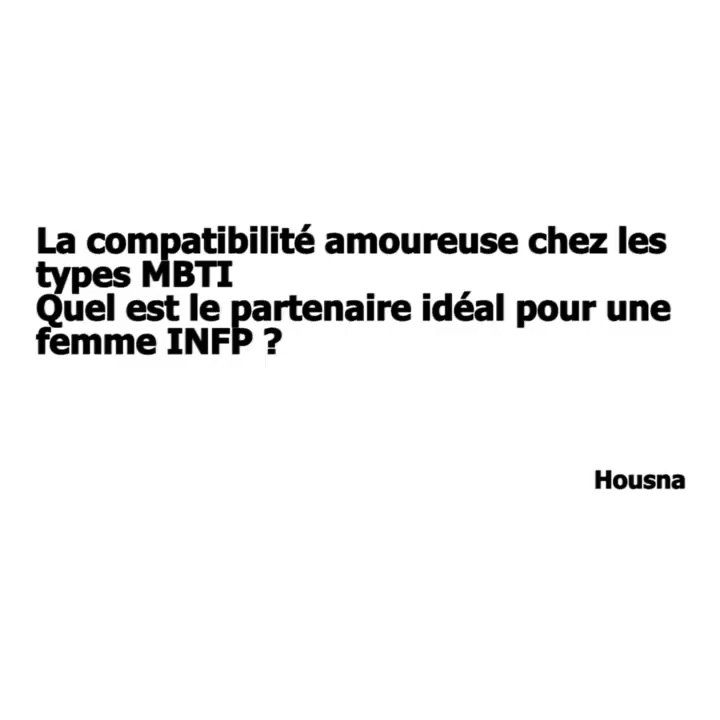 La compatibilité amoureuse chez les
types MBTI
Quel est le partenaire idéal pour une
femme INFP ?
Housna